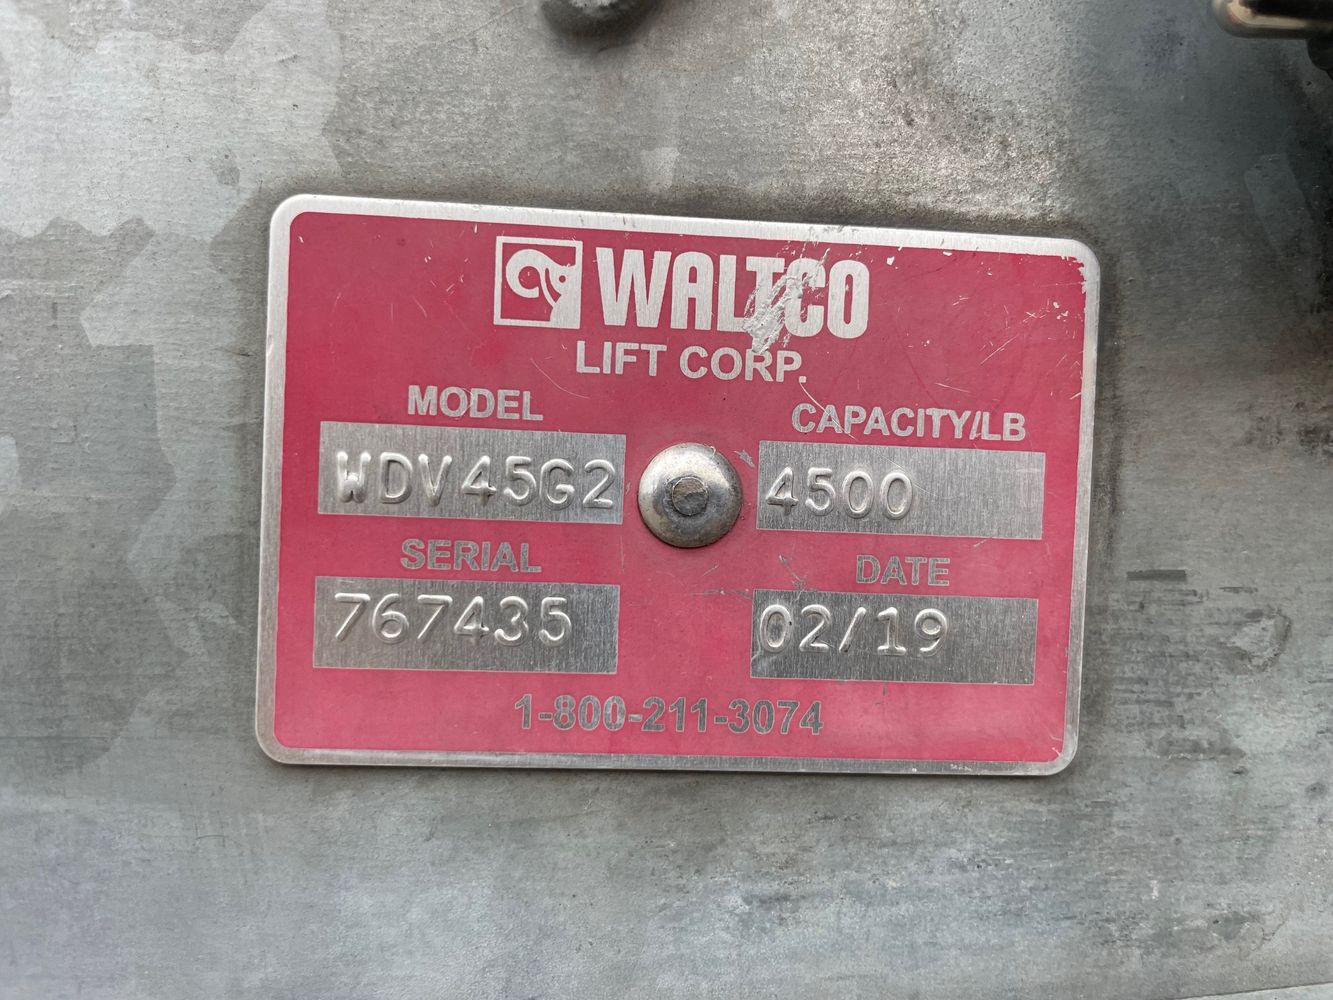 WALTCO
LIFT CORP.
MODEL
WDV45G2
CAPACITY/LB
4500
SERIAL
767435
DATE
02/19
1-800-211-3074